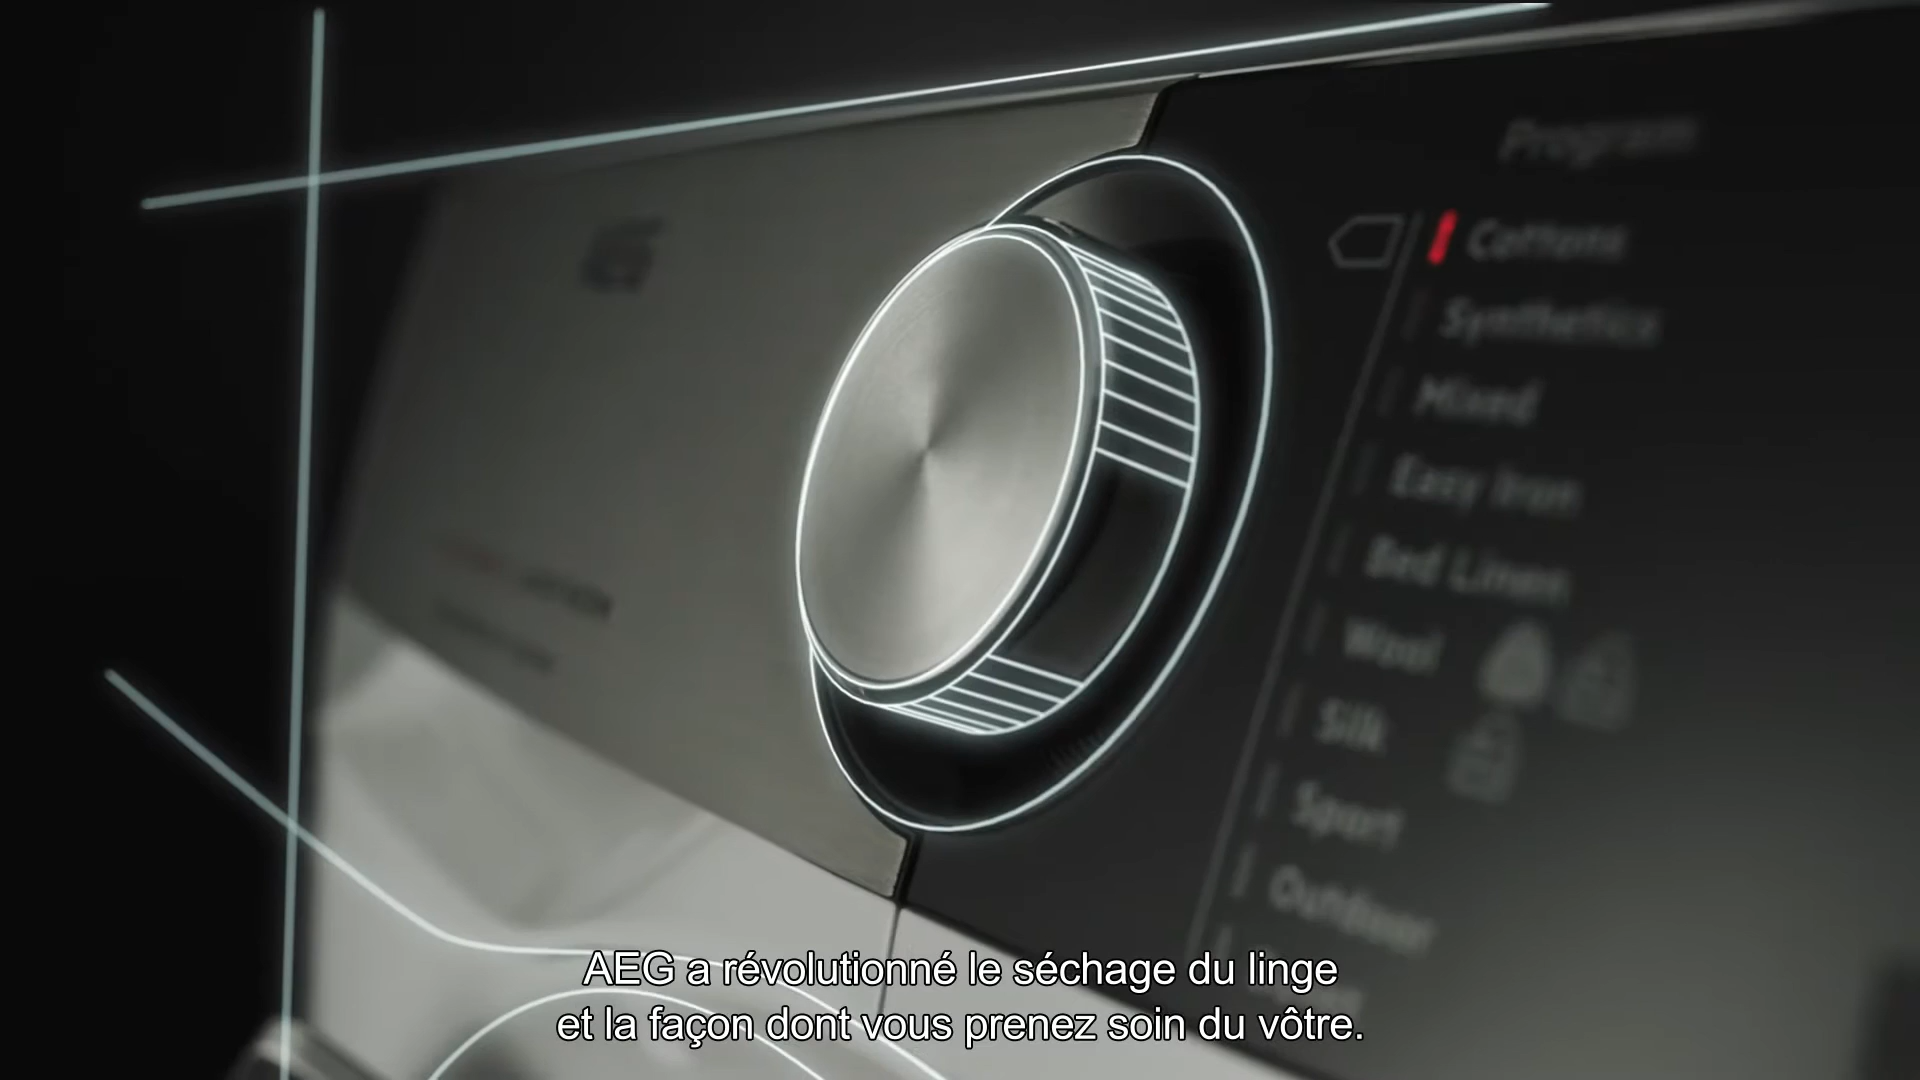 Program
Cottons
Synthetics
Mixed
Easy Iron
Bed Linen
Wool
Silk
Sport
Outdoor
AEG a révolutionné le séchage du linge
et la façon dont vous prenez soin du vôtre.